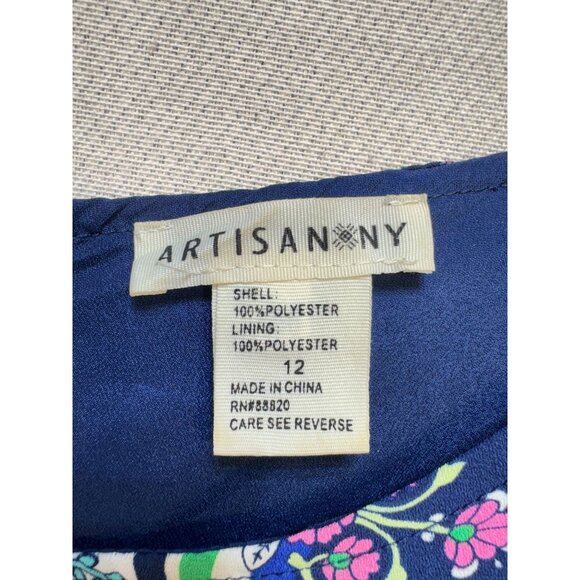 ARTISAN NY
SHELL:
100%POLYESTER
LINING:
100%POLYESTER
12
MADE IN CHINA
RN#88820
CARE SEE REVERSE